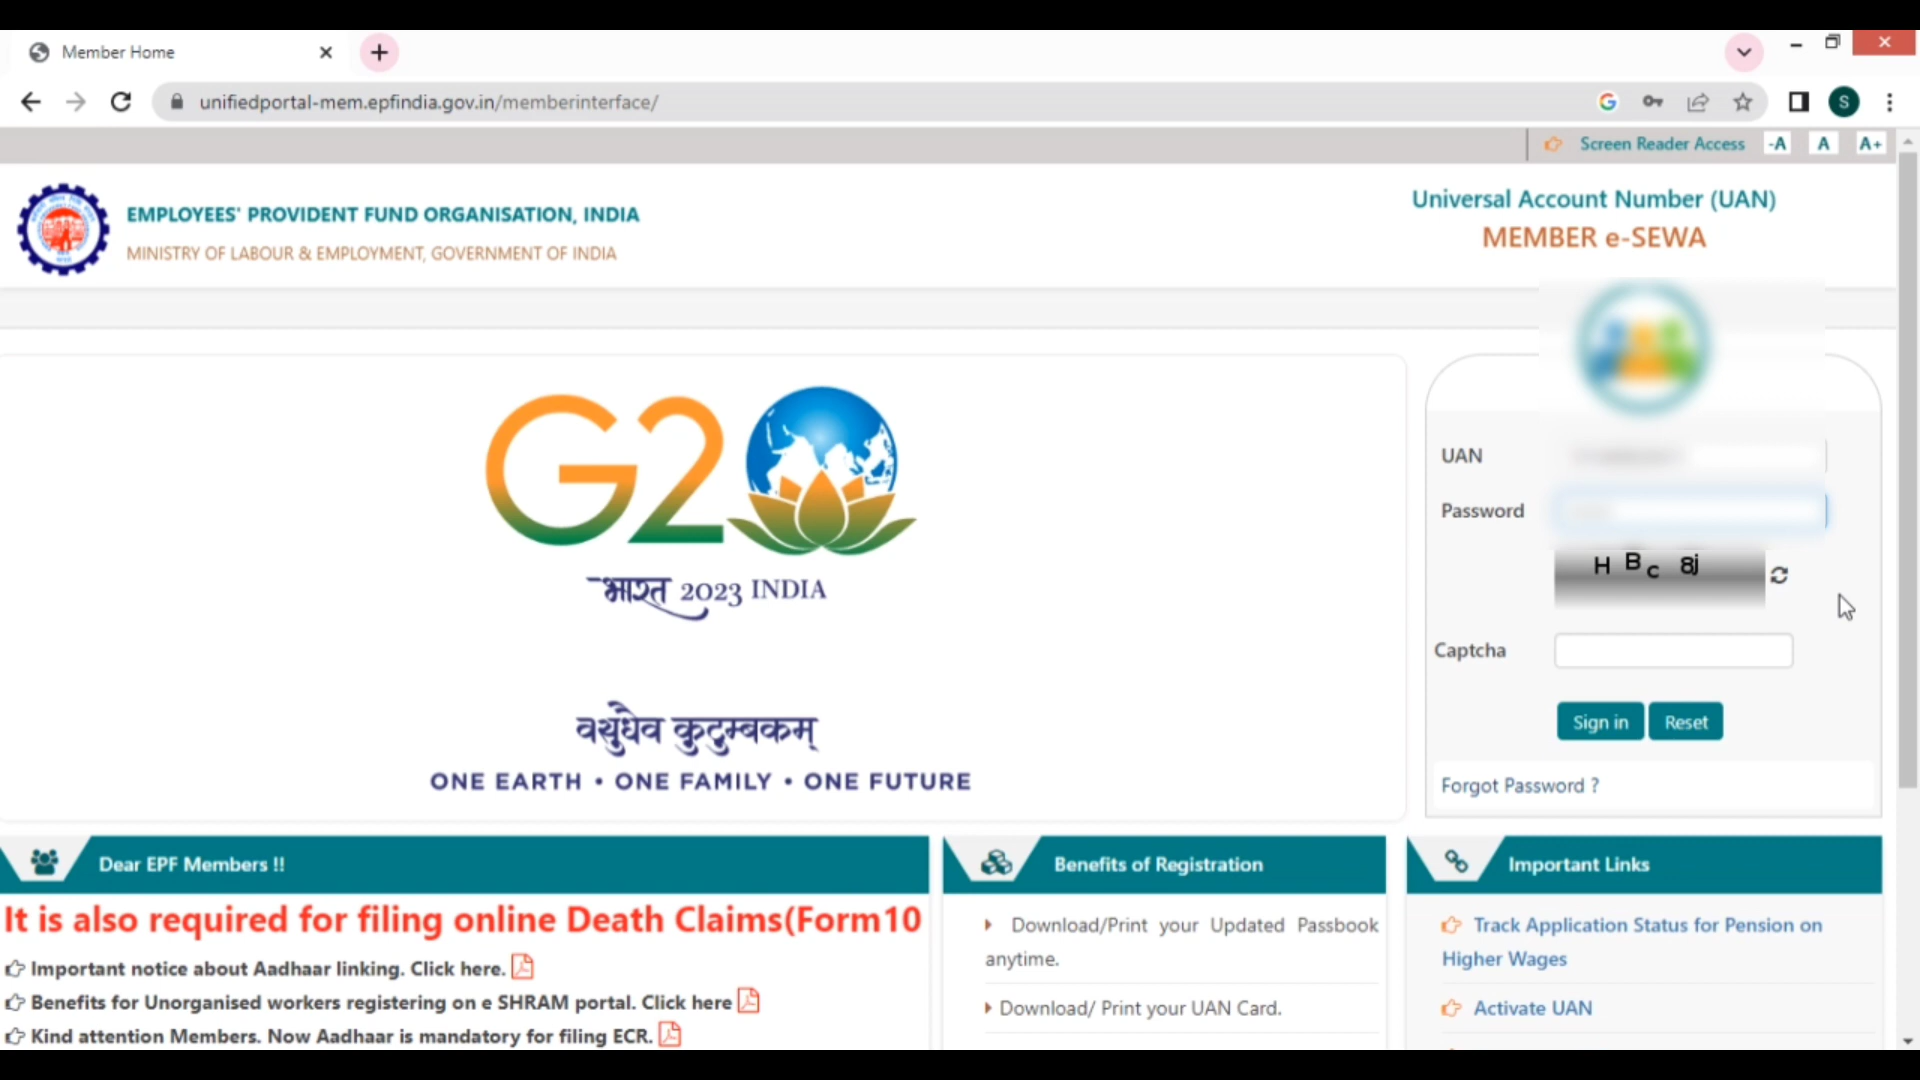 Member Home
unifiedportal-mem.epfindia.gov.in/memberinterface/
S
Screen Reader Access -A A A+
EMPLOYEES' PROVIDENT FUND ORGANISATION, INDIA
MINISTRY OF LABOUR & EMPLOYMENT, GOVERNMENT OF INDIA
Universal Account Number (UAN)
MEMBER e-SEWA
G20
भारत 2023 INDIA
वसुधैव कुटुम्बकम्
ONE EARTH • ONE FAMILY • ONE FUTURE
UAN
Password
H B c 8j
Captcha
Sign in Reset
Forgot Password ?
Dear EPF Members !!
It is also required for filing online Death Claims(Form10
Important notice about Aadhaar linking. Click here.
Benefits for Unorganised workers registering on e SHRAM portal. Click here
Kind attention Members. Now Aadhaar is mandatory for filing ECR.
Benefits of Registration
Download/Print your Updated Passbook
anytime.
Download/ Print your UAN Card.
Important Links
Track Application Status for Pension on
Higher Wages
Activate UAN